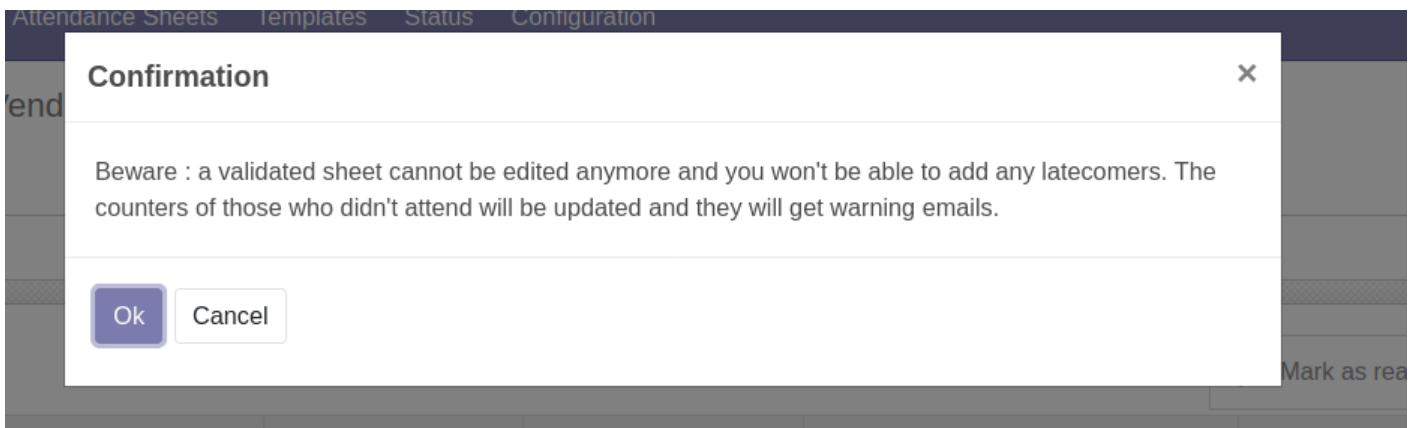 Attendance Sheets Templates Status Configuration
Confirmation
×
Beware : a validated sheet cannot be edited anymore and you won't be able to add any latecomers. The
counters of those who didn't attend will be updated and they will get warning emails.
Ok Cancel
Mark as